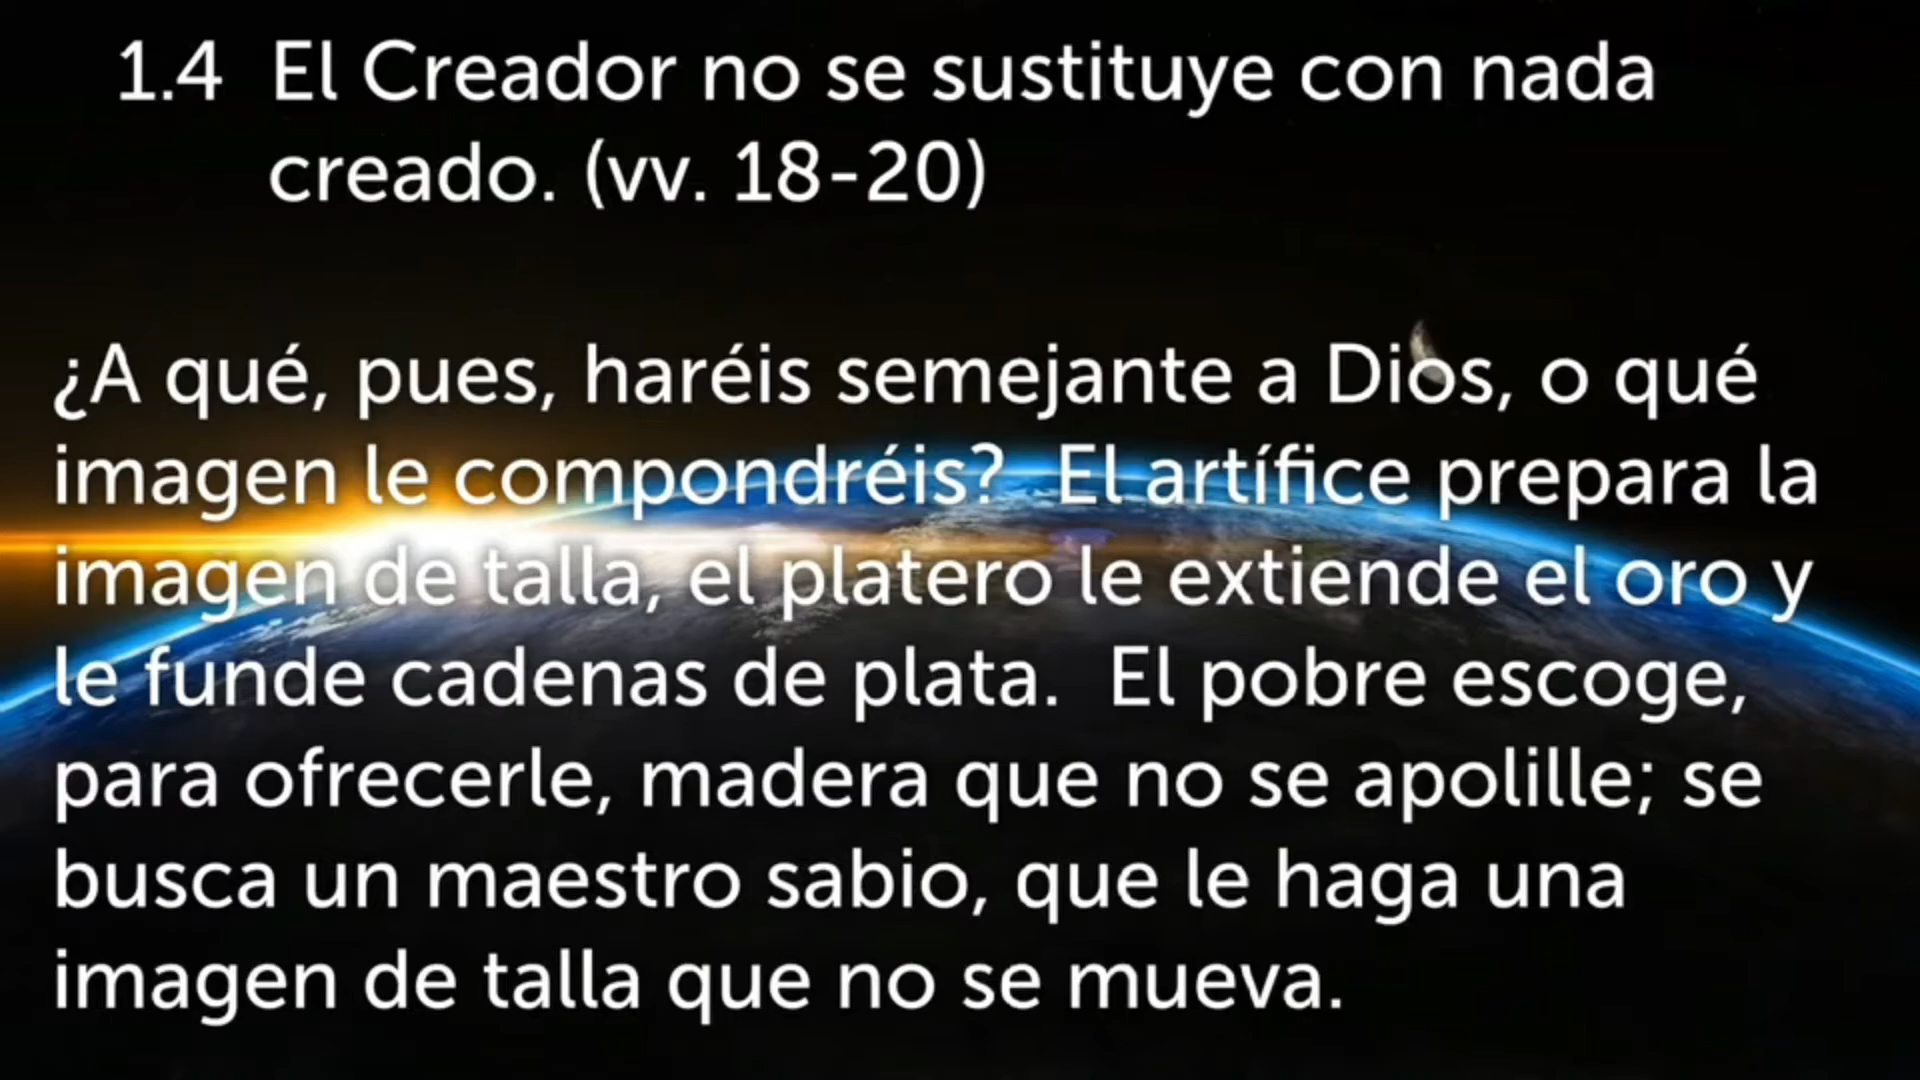 1.4 El Creador no se sustituye con nada
creado. (vv. 18-20)
¿A qué, pues, haréis semejante a Dios, o qué
imagen le compondréis? El artífice prepara la
imagen de talla, el platero le extiende el oro y
le funde cadenas de plata. El pobre escoge,
para ofrecerle, madera que no se apolille; se
busca un maestro sabio, que le haga una
imagen de talla que no se mueva.